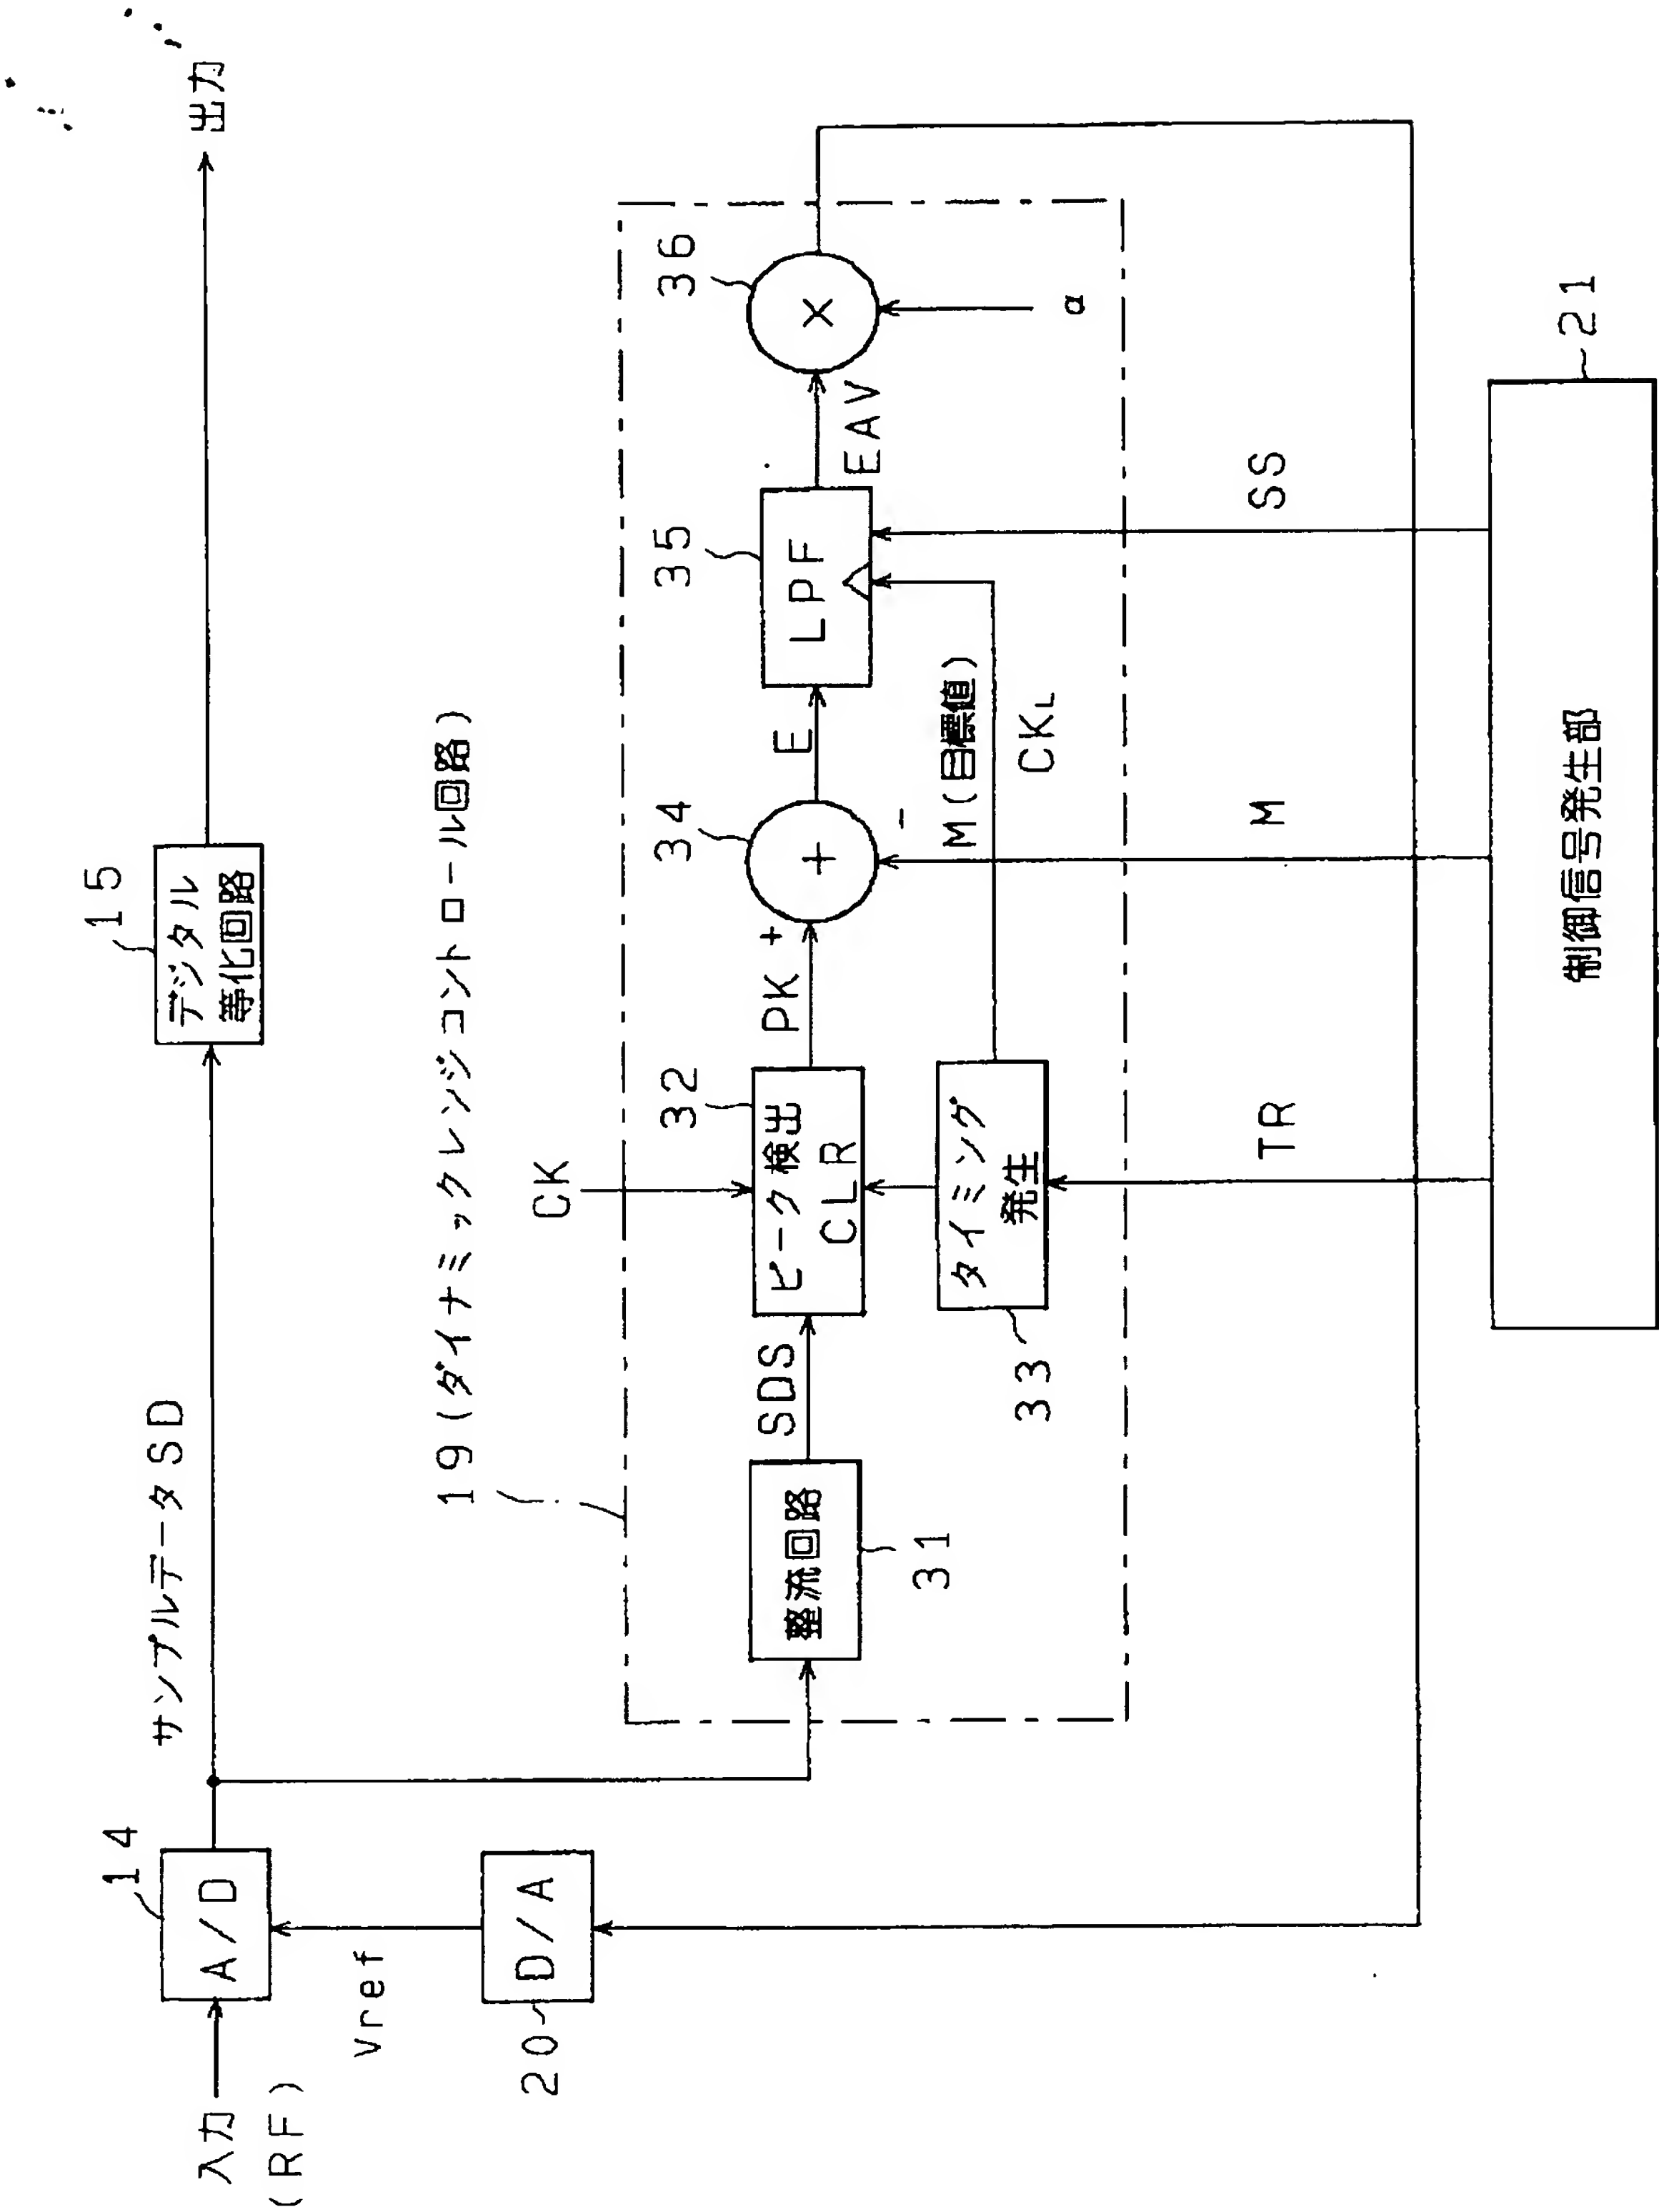 入力
(RF)
14
A/D
サンプルデータSD
15
デジタル
等化回路
出力
Vref
20
D/A
19(ダイナミックレンジコントロール回路)
31
整流回路
SDS
CK
32
ピーク検出
CLR
PK
+
34
+
-
E
35
LPF
EAV
36
×
α
33
タイミング
発生
M(目標値)
CKL
TR
M
SS
制御信号発生部
21